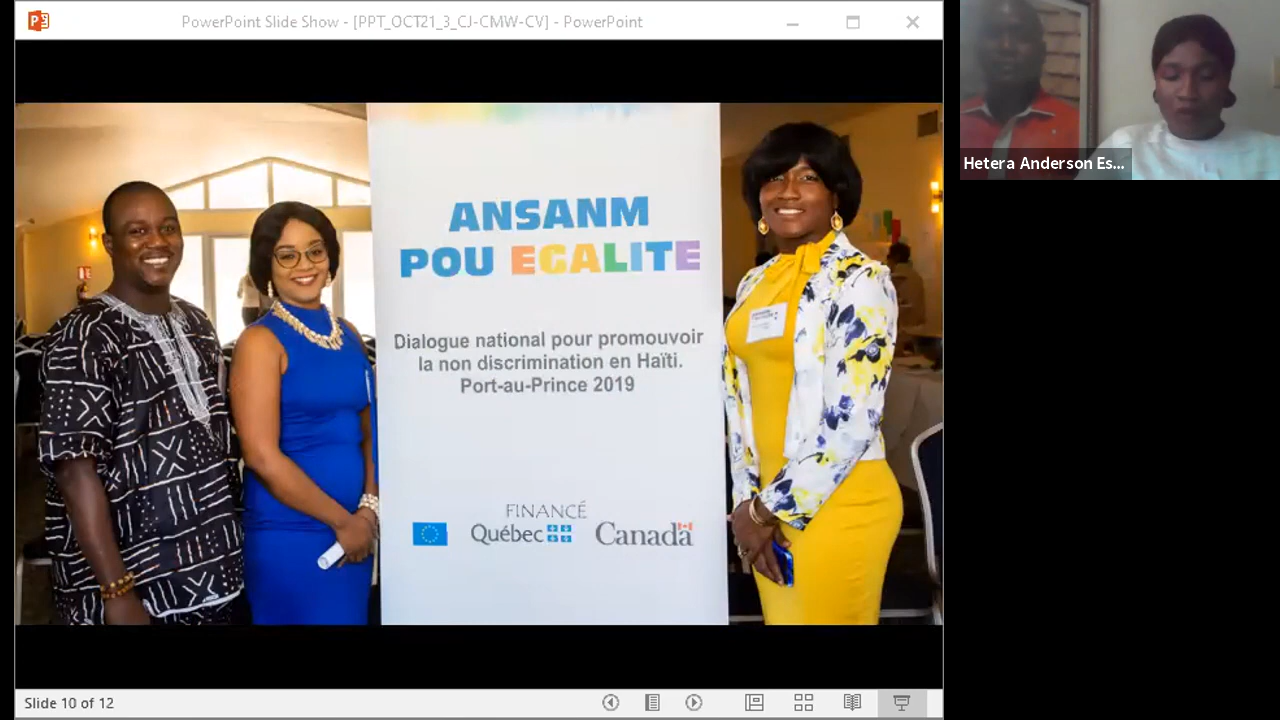 PowerPoint Slide Show - [PPT_OCT21_3_CJ-CMW-CV] - PowerPoint
Hetera Anderson Es...
ANSANM
POU EGALITE
Dialogue national pour promouvoir
la non discrimination en Haïti.
Port-au-Prince 2019
FINANCÉ
Québec
Canada
Slide 10 of 12